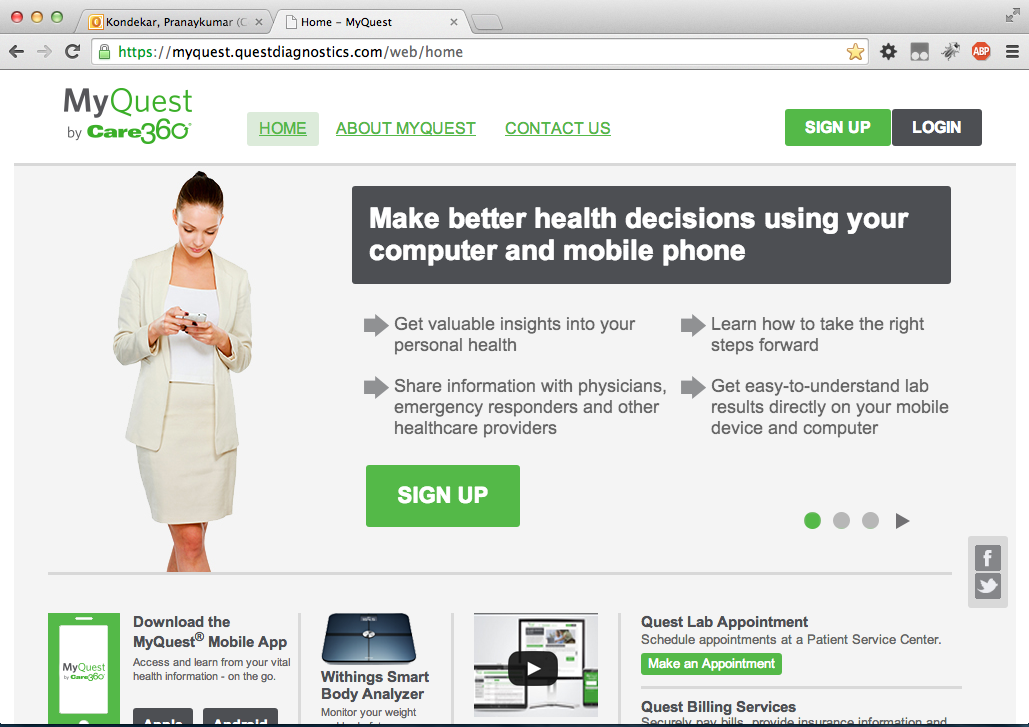 Kondekar, Pranaykumar (C
Home – MyQuest
https://myquest.questdiagnostics.com/web/home
ABP
MyQuest
by Care360®
HOME
ABOUT MYQUEST
CONTACT US
SIGN UP
LOGIN
Make better health decisions using your
computer and mobile phone
Get valuable insights into your
personal health
Learn how to take the right
steps forward
Share information with physicians,
emergency responders and other
healthcare providers
Get easy-to-understand lab
results directly on your mobile
device and computer
SIGN UP
f
MyQuest
by Care360
Download the
MyQuest® Mobile App
Access and learn from your vital
health information - on the go.
Apple
Android
Withings Smart
Body Analyzer
Monitor your weight
Quest Lab Appointment
Schedule appointments at a Patient Service Center.
Make an Appointment
Quest Billing Services
Securely pay bills, provide insurance information and